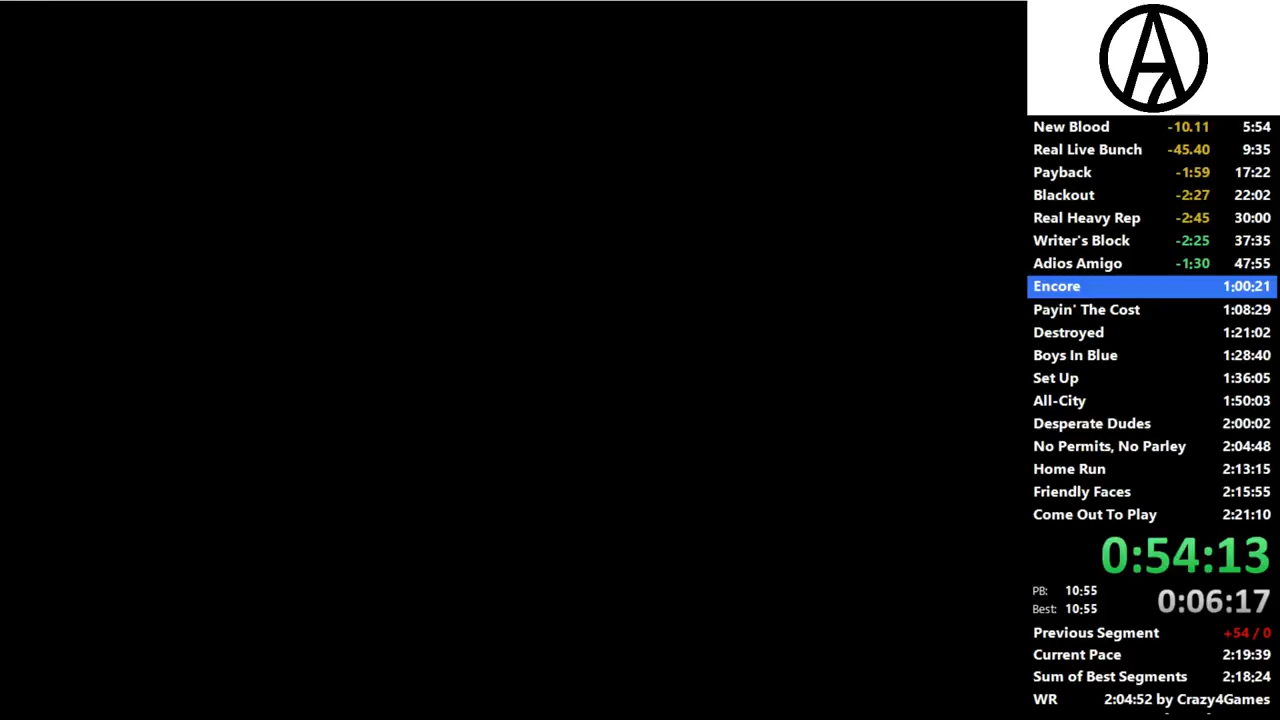 New Blood -10.11 5:54
Real Live Bunch -45.40 9:35
Payback -1:59 17:22
Blackout -2:27 22:02
Real Heavy Rep -2:45 30:00
Writer's Block -2:25 37:35
Adios Amigo -1:30 47:55
Encore 1:00:21
Payin' The Cost 1:08:29
Destroyed 1:21:02
Boys In Blue 1:28:40
Set Up 1:36:05
All-City 1:50:03
Desperate Dudes 2:00:02
No Permits, No Parley 2:04:48
Home Run 2:13:15
Friendly Faces 2:15:55
Come Out To Play 2:21:10
0:54:13
PB: 10:55
Best: 10:55
0:06:17
Previous Segment +54 / 0
Current Pace 2:19:39
Sum of Best Segments 2:18:24
WR 2:04:52 by Crazy4Games